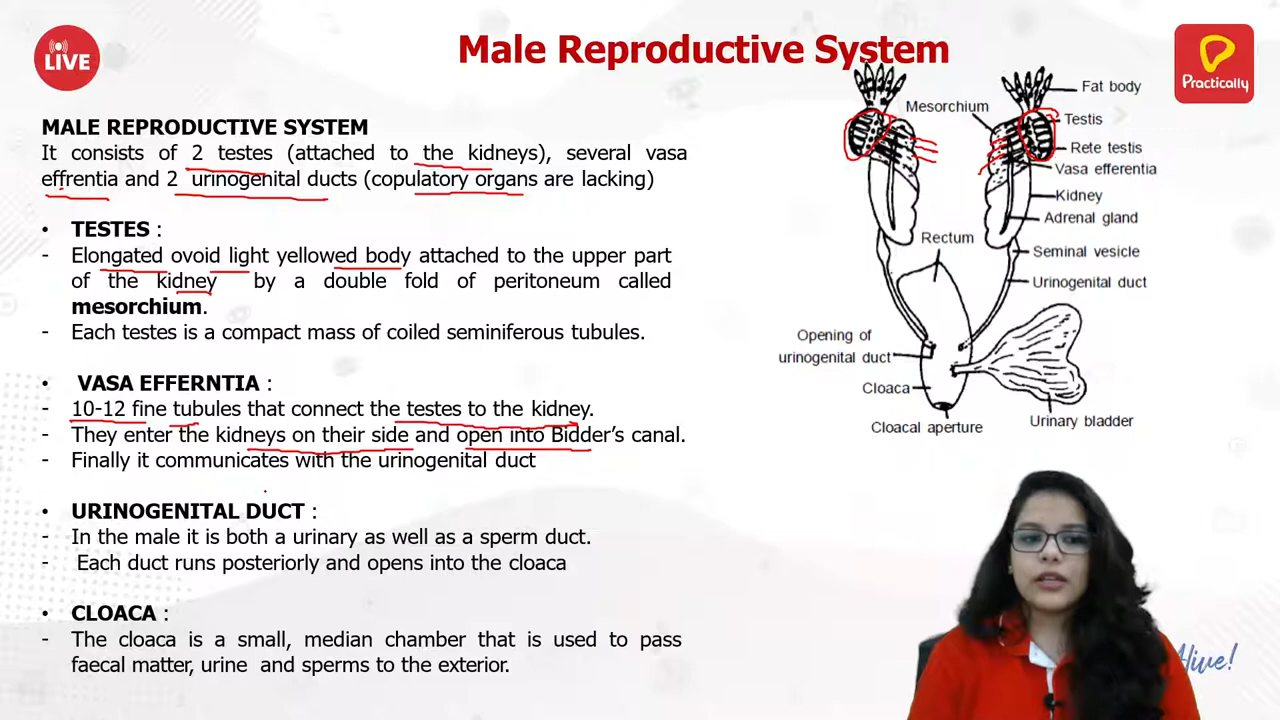 LIVE
Male Reproductive System
Practically
MALE REPRODUCTIVE SYSTEM
It consists of 2 testes (attached to the kidneys), several vasa
effrentia and 2 urinogenital ducts (copulatory organs are lacking)
• TESTES :
- Elongated ovoid light yellowed body attached to the upper part
of the kidney by a double fold of peritoneum called
mesorchium.
- Each testes is a compact mass of coiled seminiferous tubules.
• VASA EFFERNTIA :
- 10-12 fine tubules that connect the testes to the kidney.
- They enter the kidneys on their side and open into Bidder's canal.
- Finally it communicates with the urinogenital duct
• URINOGENITAL DUCT :
- In the male it is both a urinary as well as a sperm duct.
- Each duct runs posteriorly and opens into the cloaca
• CLOACA :
- The cloaca is a small, median chamber that is used to pass
faecal matter, urine and sperms to the exterior.
Fat body
Mesorchium
Testis
Rete testis
Vasa efferentia
Kidney
Adrenal gland
Rectum
Seminal vesicle
Urinogenital duct
Opening of
urinogenital duct
Cloaca
Cloacal aperture
Urinary bladder
Alive!